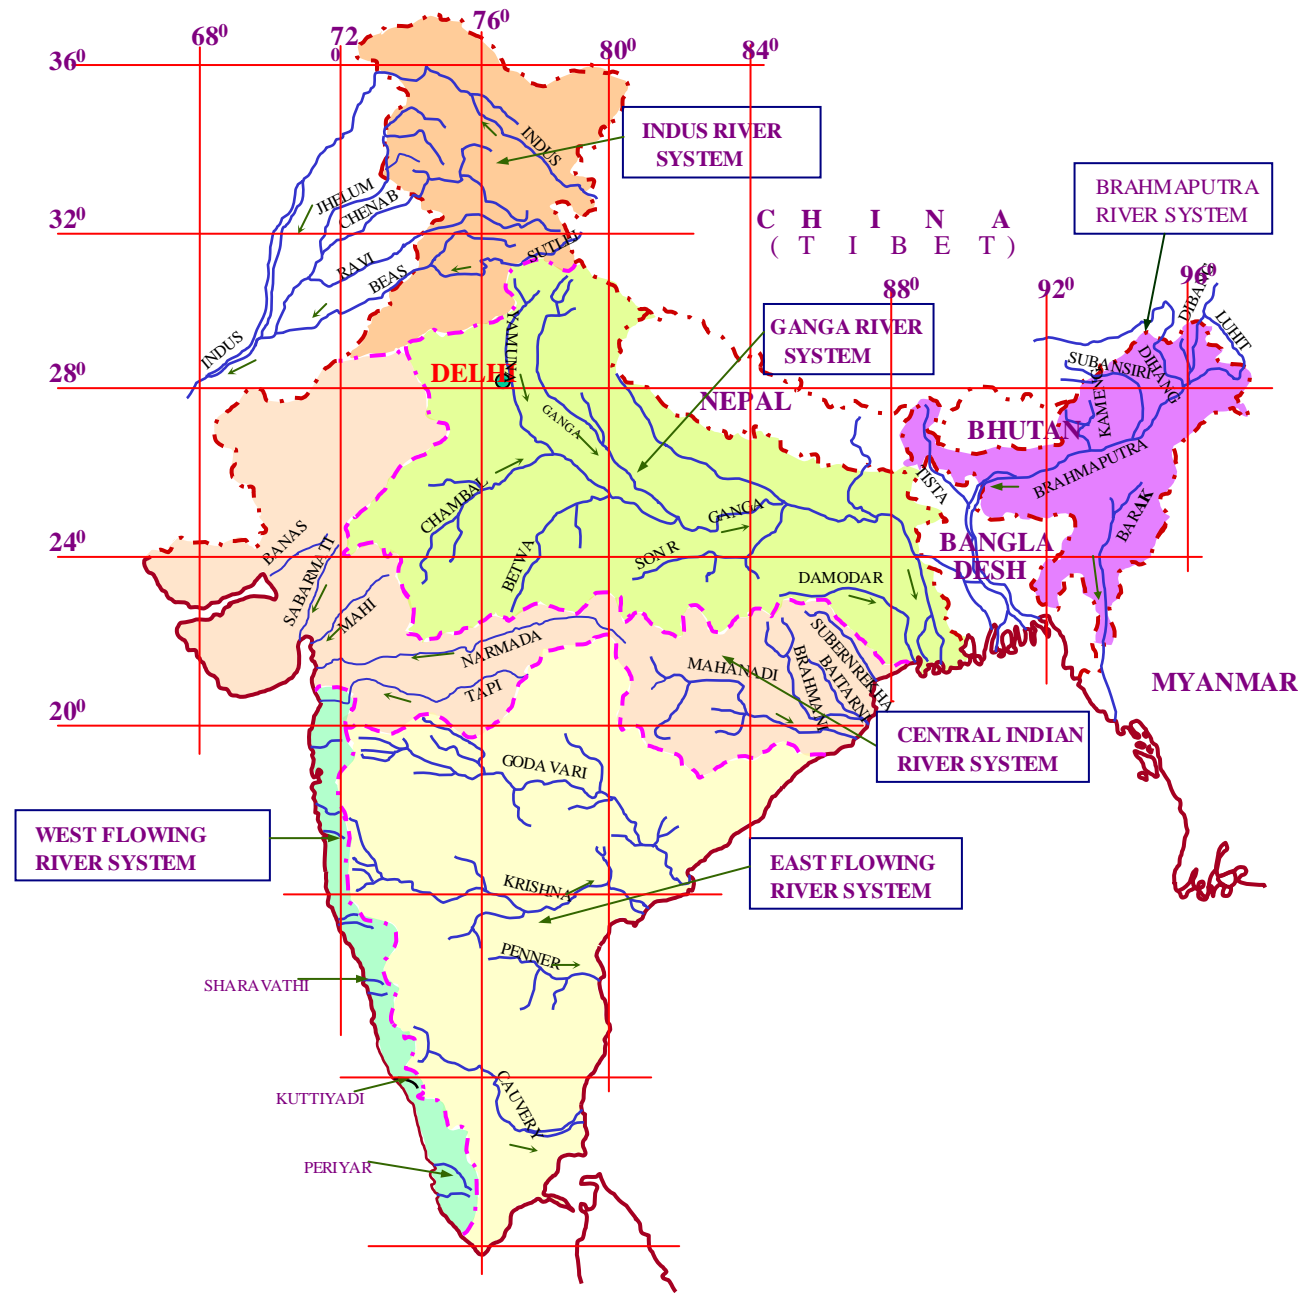 68⁰
72
0
76⁰
80⁰
84⁰
36⁰
INDUS RIVER
SYSTEM
INDUS
BRAHMAPUTRA
RIVER SYSTEM
JHELUM
CHENAB
32⁰
C H I N A
( T I B E T )
SUTLEJ
RAVI
BEAS
88⁰
92⁰
96⁰
DIBANG
LUHIT
INDUS
YAMUNA
GANGA RIVER
SYSTEM
SUBANSIRI
DIHANG
KAMENG
DELHI
28⁰
NEPAL
GANGA
BHUTAN
BRAHMAPUTRA
TISTA
CHAMBAL
GANGA
BARAK
BANAS
24⁰
SABARMATI
MAHI
BETWA
SON R
BANGLA
DESH
DAMODAR
NARMADA
TAPI
MAHANADI
BRAHMANI
BAITARNI
SUBERNREKHA
MYANMAR
20⁰
CENTRAL INDIAN
RIVER SYSTEM
GODAVARI
WEST FLOWING
RIVER SYSTEM
EAST FLOWING
RIVER SYSTEM
KRISHNA
PENNER
SHARAVATHI
CAUVERY
KUTTIYADI
PERIYAR